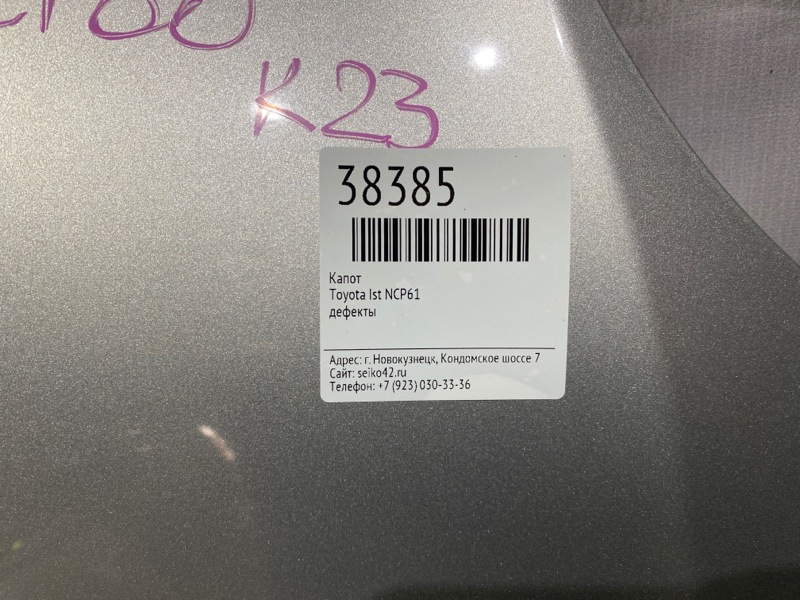 К23
38385
Капот
Toyota Ist NCP61
дефекты
Адрес: г. Новокузнецк, Кондомское шоссе 7
Сайт: seiko42.ru
Телефон: +7 (923) 030-33-36